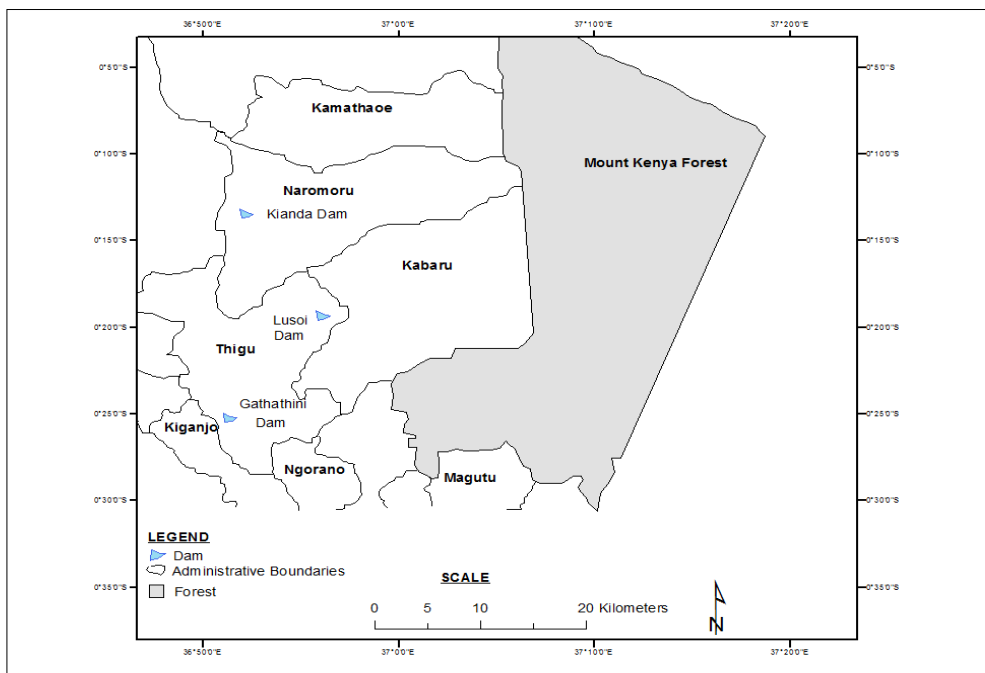 36°50'0"E 37°0'0"E 37°10'0"E 37°20'0"E
0°5'0"S 0°5'0"S
Kamathaoe
0°10'0"S 0°10'0"S
Mount Kenya Forest
Naromoru
Kianda Dam
0°15'0"S 0°15'0"S
Kabaru
Lusoi
Dam
0°20'0"S 0°20'0"S
Thigu
Gathathini
Dam
0°25'0"S 0°25'0"S
Kiganjo
Ngorano
Magutu
0°30'0"S 0°30'0"S
LEGEND
Dam
Administrative Boundaries
Forest
0°35'0"S 0°35'0"S
SCALE
0 5 10 20 Kilometers
N
36°50'0"E 37°0'0"E 37°10'0"E 37°20'0"E